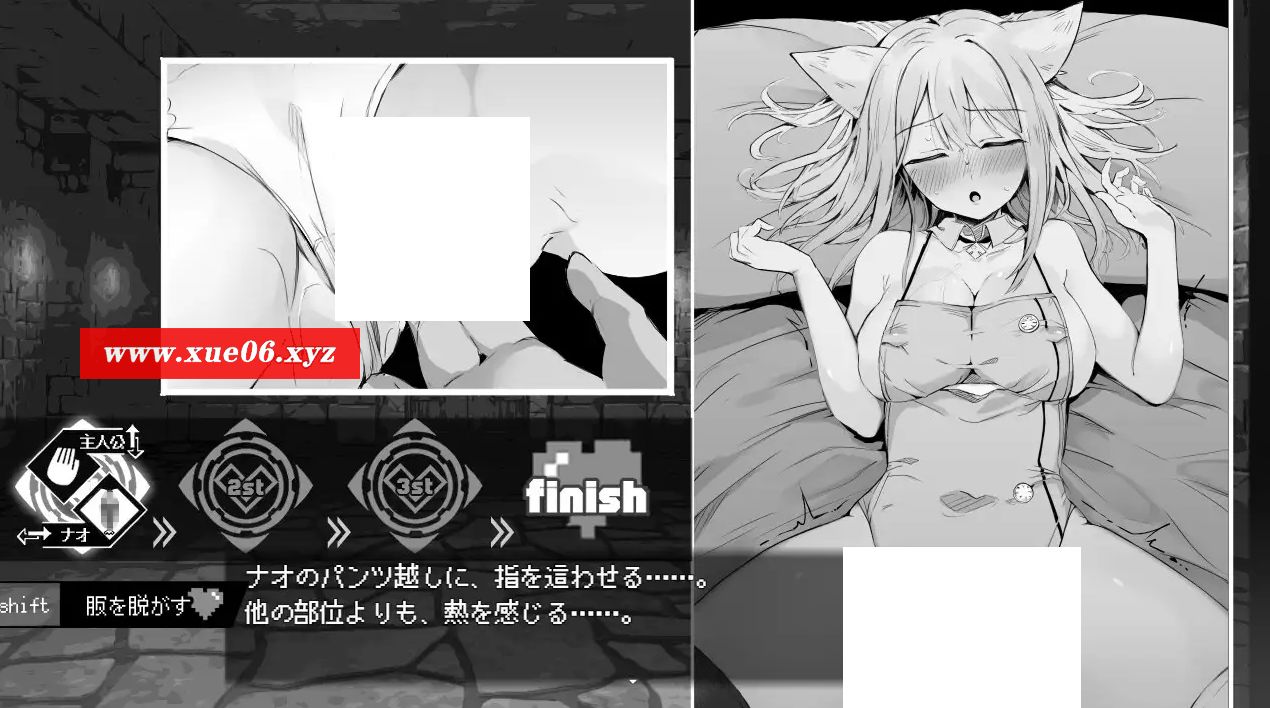 www.xue06.xyz
主人公
ナオ
2st
3st
finish
ナオのパンツ越しに、指を這わせる……。
他の部位よりも、熱を感じる……。
shift
服を脱がす